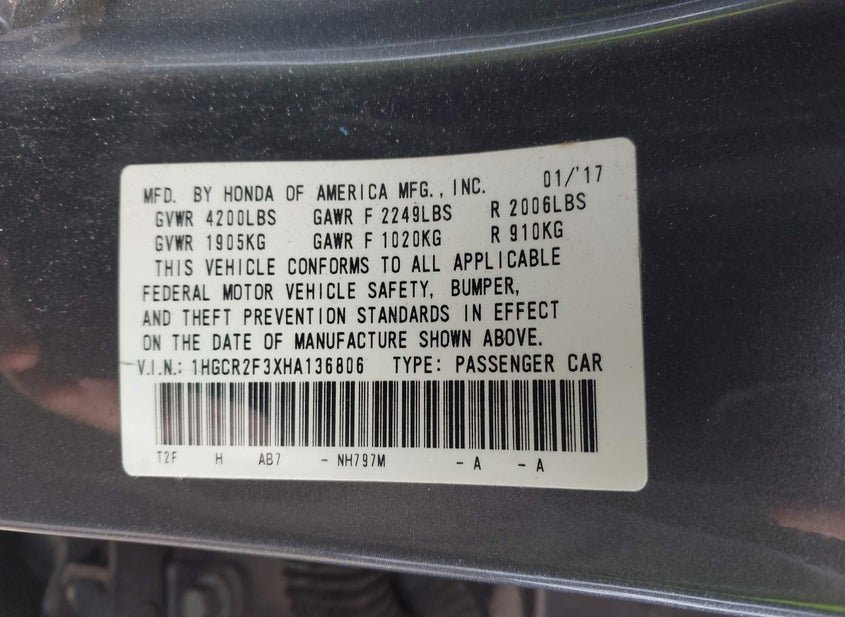 MFD. BY HONDA OF AMERICA MFG., INC. 01/'17
GVWR 4200LBS GAWR F 2249LBS R 2006LBS
GVWR 1905KG GAWR F 1020KG R 910KG
THIS VEHICLE CONFORMS TO ALL APPLICABLE
FEDERAL MOTOR VEHICLE SAFETY, BUMPER,
AND THEFT PREVENTION STANDARDS IN EFFECT
ON THE DATE OF MANUFACTURE SHOWN ABOVE.
V.I.N.: 1HGCR2F3XHA136806 TYPE: PASSENGER CAR
T2F H AB7 - NH797M - A - A